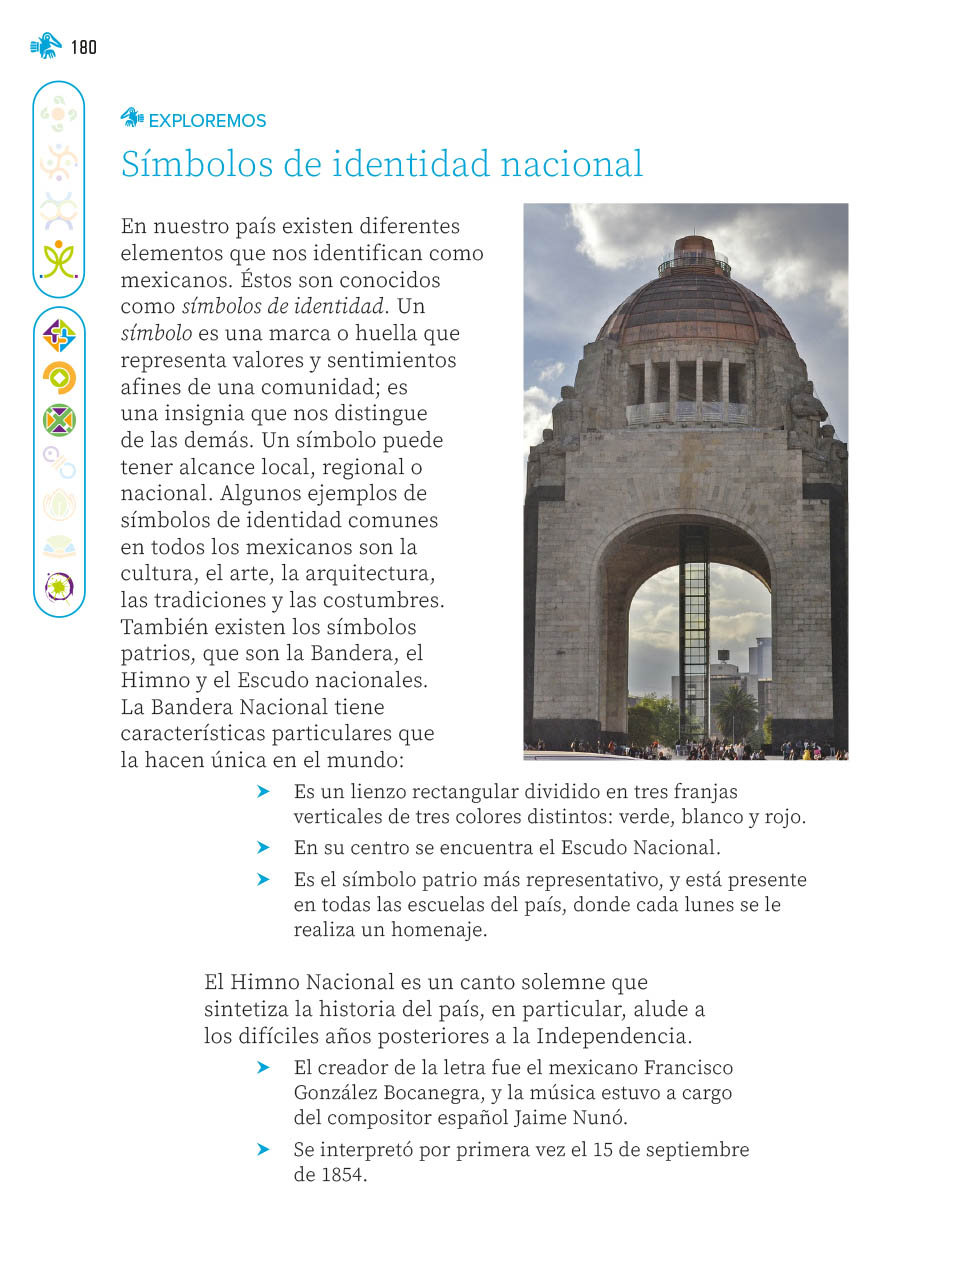 180
EXPLOREMOS
Símbolos de identidad nacional
En nuestro país existen diferentes
elementos que nos identifican como
mexicanos. Éstos son conocidos
como símbolos de identidad. Un
símbolo es una marca o huella que
representa valores y sentimientos
afines de una comunidad; es
una insignia que nos distingue
de las demás. Un símbolo puede
tener alcance local, regional o
nacional. Algunos ejemplos de
símbolos de identidad comunes
en todos los mexicanos son la
cultura, el arte, la arquitectura,
las tradiciones y las costumbres.
También existen los símbolos
patrios, que son la Bandera, el
Himno y el Escudo nacionales.
La Bandera Nacional tiene
características particulares que
la hacen única en el mundo:
➤ Es un lienzo rectangular dividido en tres franjas
verticales de tres colores distintos: verde, blanco y rojo.
➤ En su centro se encuentra el Escudo Nacional.
➤ Es el símbolo patrio más representativo, y está presente
en todas las escuelas del país, donde cada lunes se le
realiza un homenaje.
El Himno Nacional es un canto solemne que
sintetiza la historia del país, en particular, alude a
los difíciles años posteriores a la Independencia.
➤ El creador de la letra fue el mexicano Francisco
González Bocanegra, y la música estuvo a cargo
del compositor español Jaime Nunó.
➤ Se interpretó por primera vez el 15 de septiembre
de 1854.